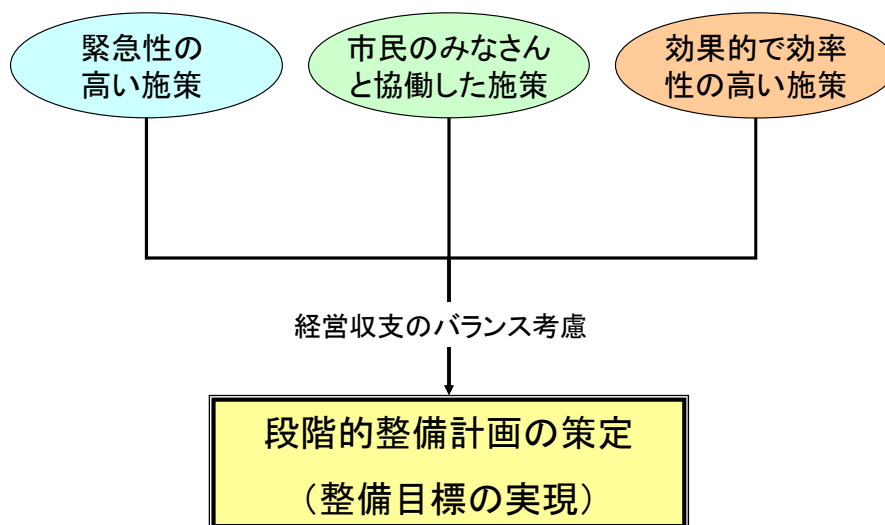 緊急性の
高い施策
市民のみなさん
と協働した施策
効果的で効率
性の高い施策
経営収支のバランス考慮
段階的整備計画の策定
（整備目標の実現）